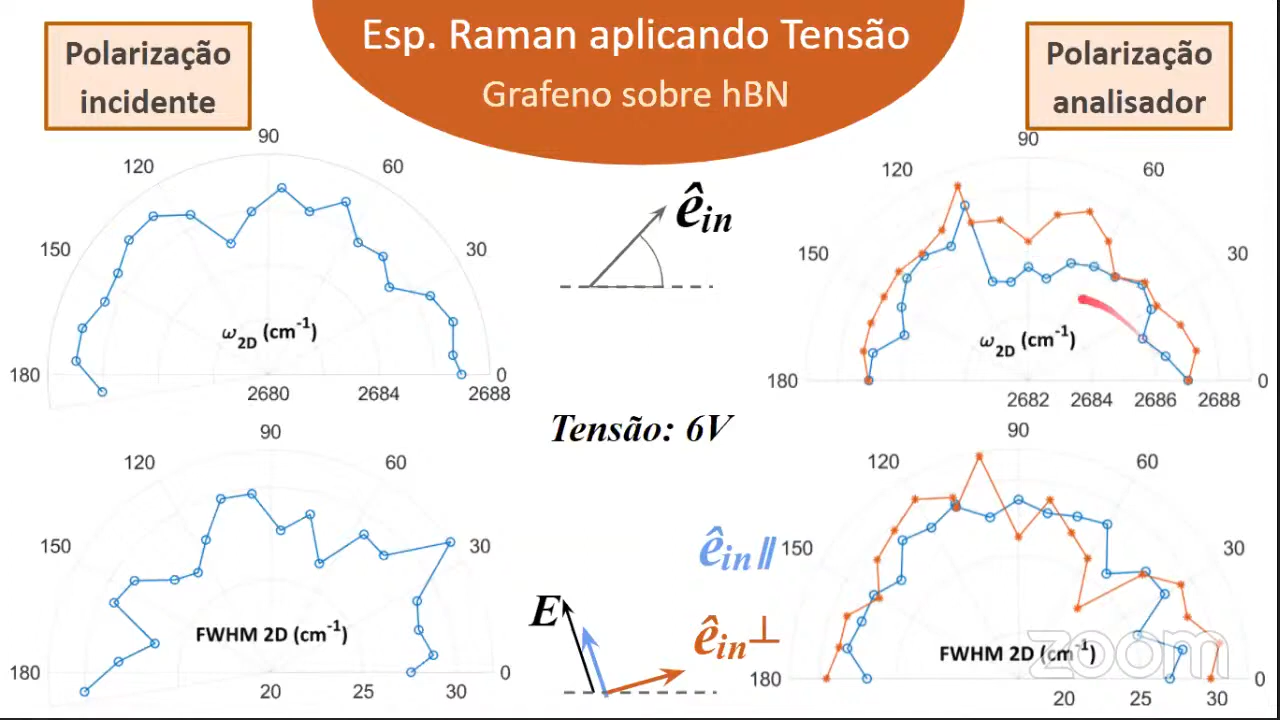 Esp. Raman aplicando Tensão
Grafeno sobre hBN
Polarização
incidente
Polarização
analisador
90
120
60
150
30
180
0
ω2D (cm-1)
2680
2684
2688
êin
90
120
60
150
30
180
0
ω2D (cm-1)
2682
2684
2686
2688
Tensão: 6V
90
120
60
150
30
180
0
FWHM 2D (cm-1)
20
25
30
E
êin ∥
êin ⊥
90
120
60
150
30
180
0
FWHM 2D (cm-1)
20
25
30
zoom